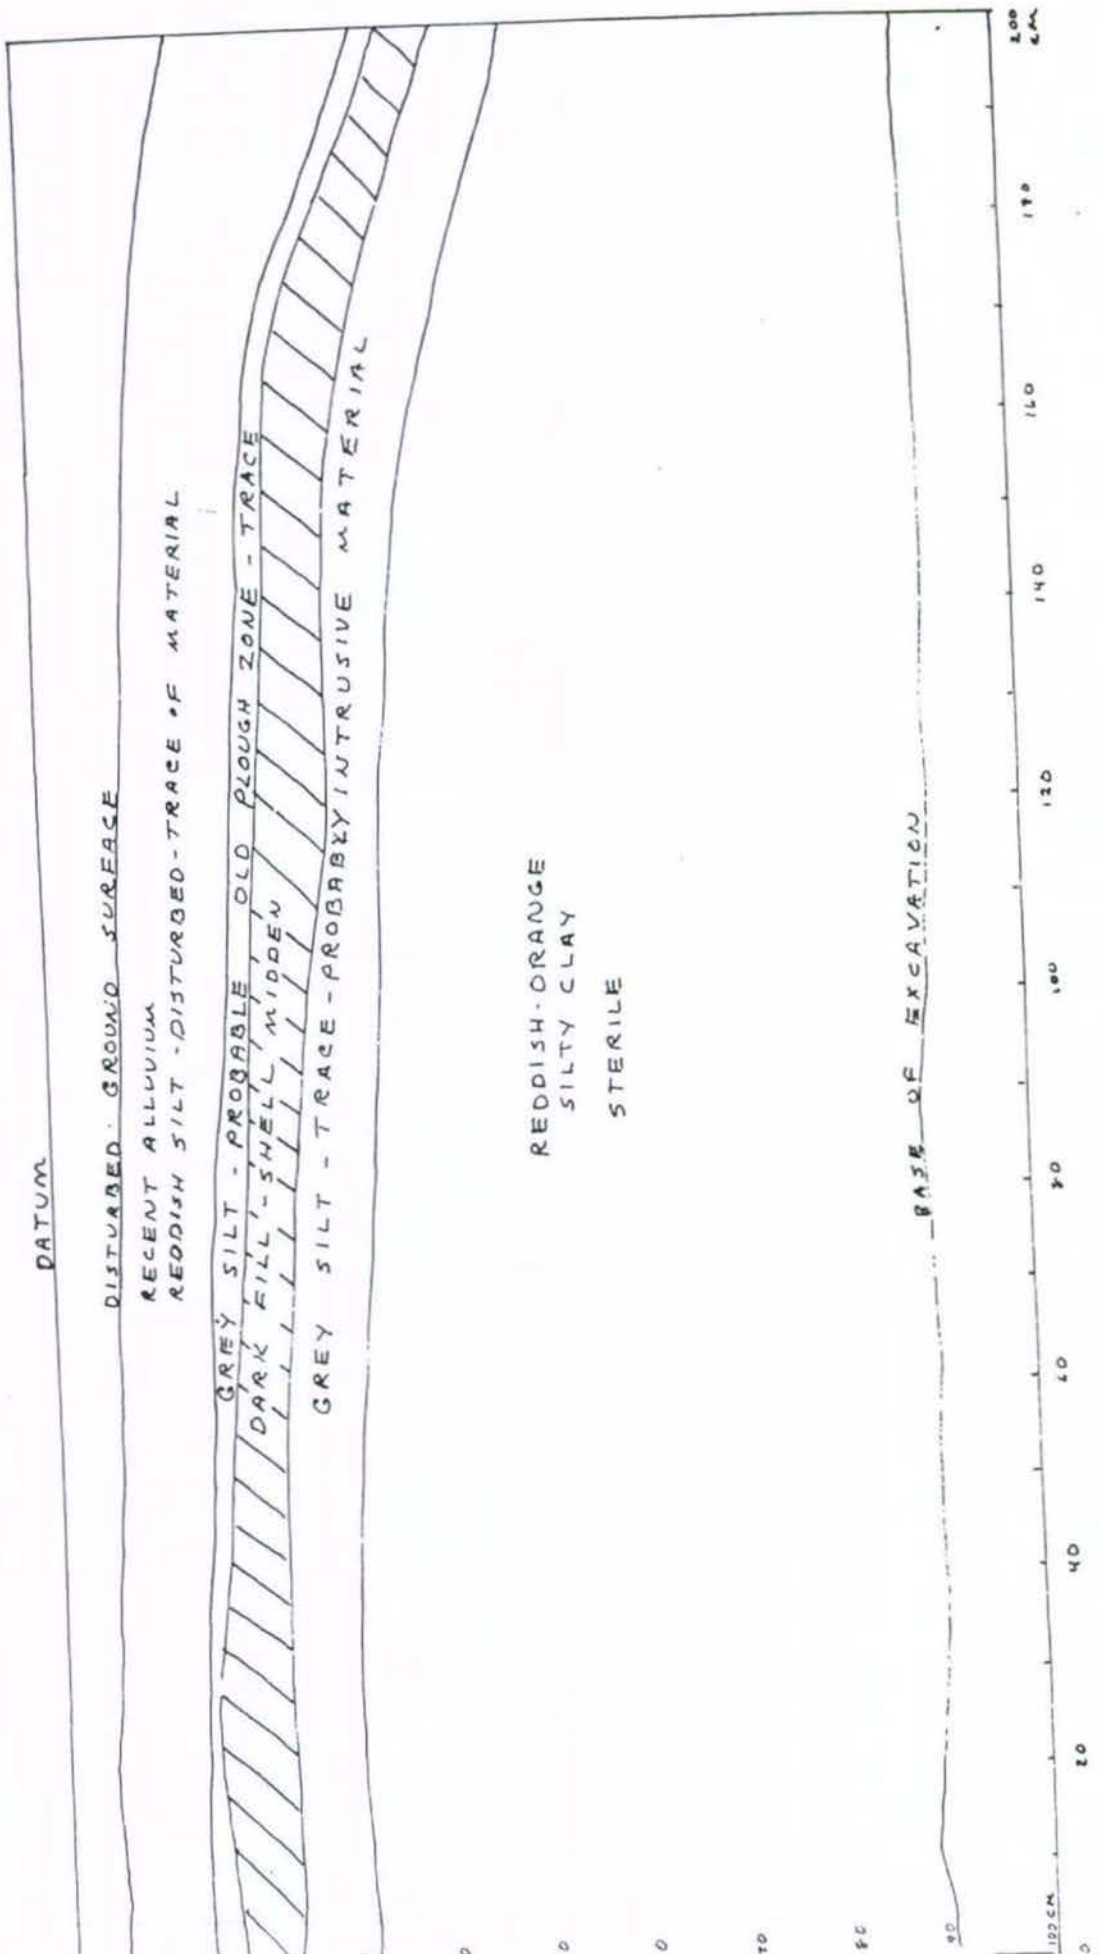 DATUM
DISTURBED GROUND SURFACE
RECENT ALLUVIUM
REDDISH SILT - DISTURBED - TRACE OF MATERIAL
GREY SILT - PROBABLE OLD PLOUGH ZONE - TRACE
DARK FILL - SHELL MIDDEN
GREY SILT - TRACE - PROBABLY INTRUSIVE MATERIAL
REDDISH-ORANGE
SILTY CLAY
STERILE
BASE OF EXCAVATION
70
80
90
100 CM
20
40
60
80
100
120
140
160
200
CM